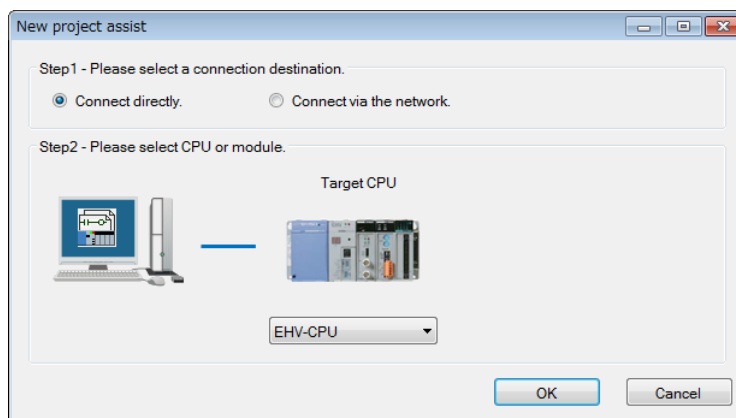 New project assist
Step1 - Please select a connection destination.
Connect directly.
Connect via the network.
Step2 - Please select CPU or module.
Target CPU
EHV-CPU
OK
Cancel